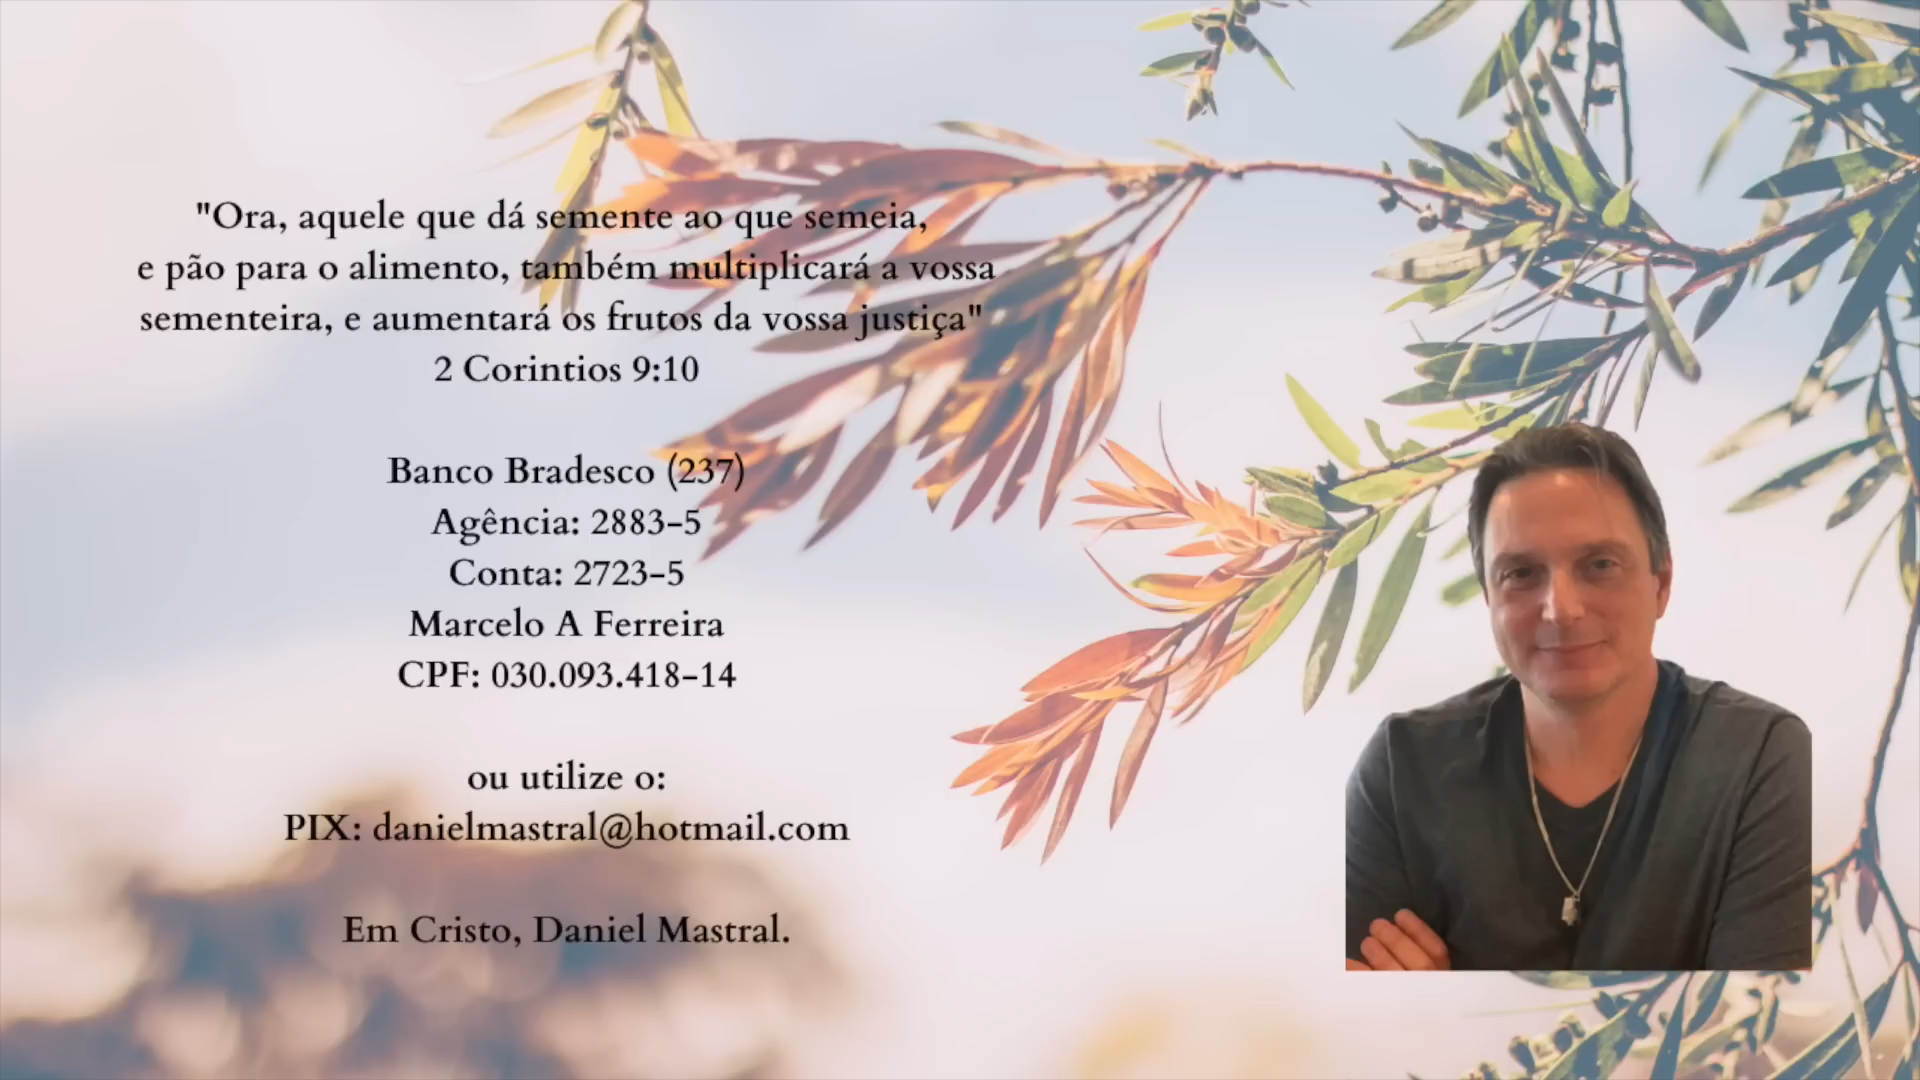 "Ora, aquele que dá semente ao que semeia,
e pão para o alimento, também multiplicará a vossa
sementeira, e aumentará os frutos da vossa justiça"
2 Corintios 9:10
Banco Bradesco (237)
Agência: 2883-5
Conta: 2723-5
Marcelo A Ferreira
CPF: 030.093.418-14
ou utilize o:
PIX: danielmastral@hotmail.com
Em Cristo, Daniel Mastral.